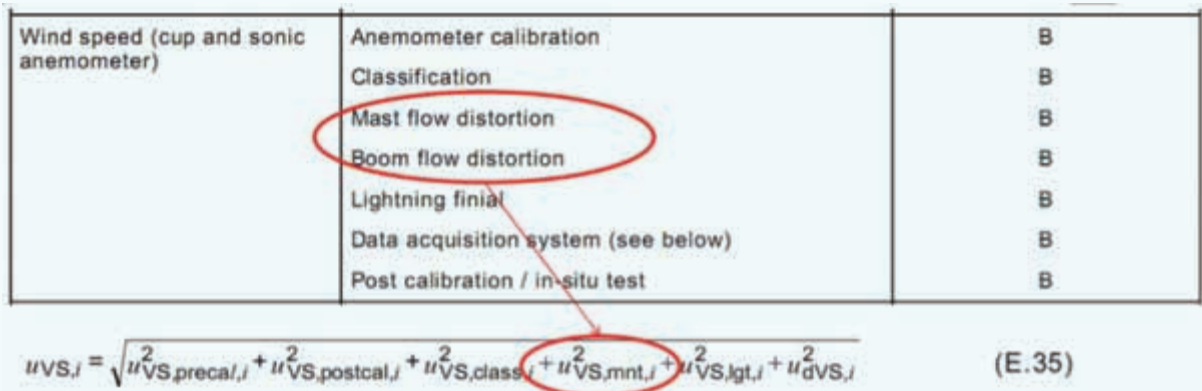 Wind speed (cup and sonic anemometer)
Anemometer calibration B
Classification B
Mast flow distortion B
Boom flow distortion B
Lightning finial B
Data acquisition system (see below) B
Post calibration / in-situ test B
uVS,i = √u²VS,precal,i + u²VS,postcal,i + u²VS,class,i + u²VS,mnt,i + u²VS,lgt,i + u²dVS,i (E.35)